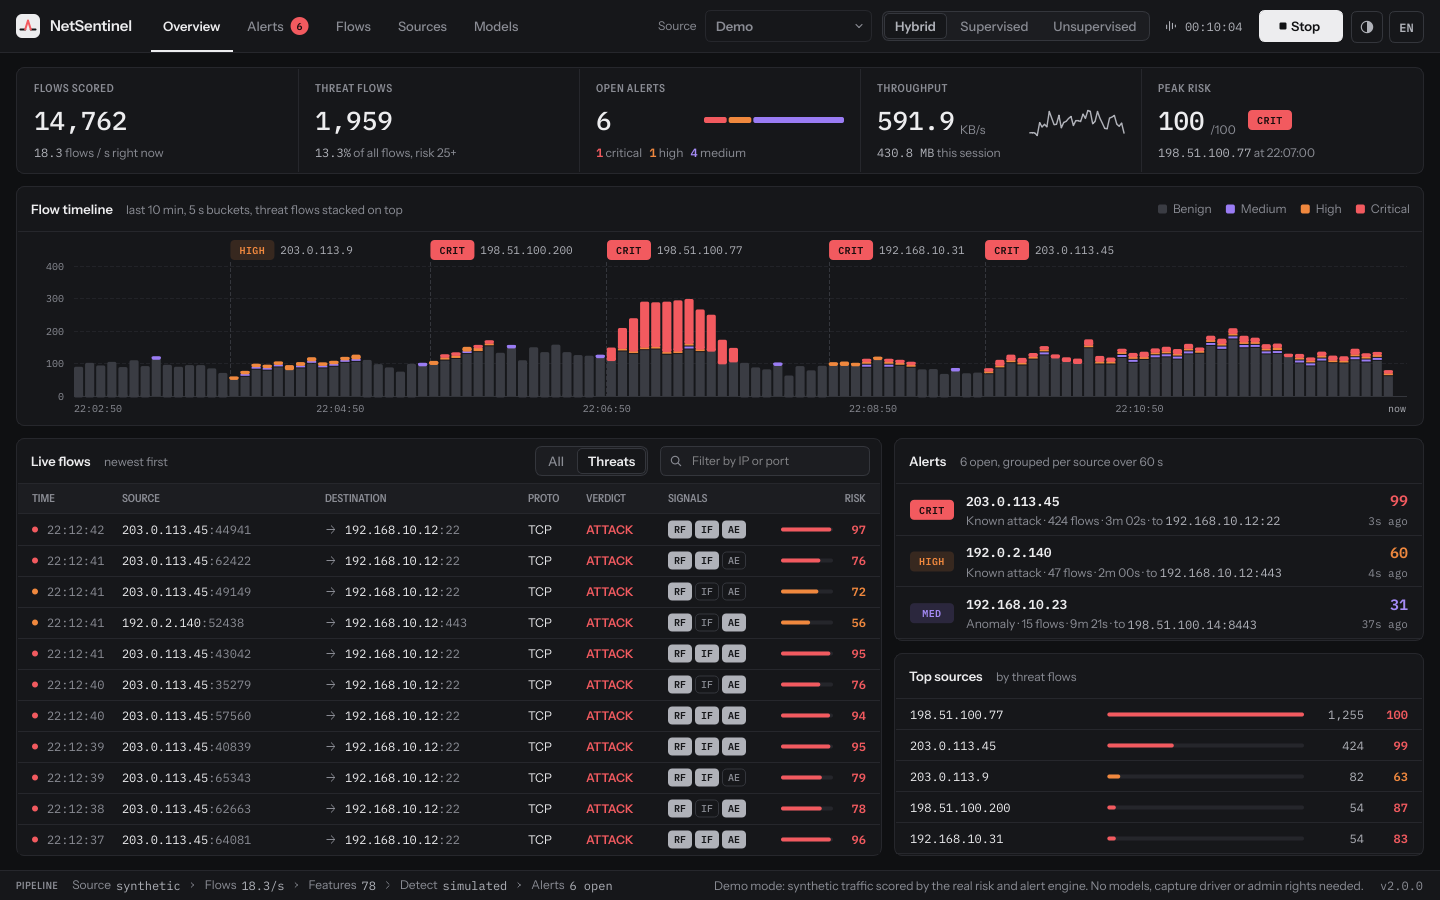 NetSentinel Overview Alerts 6 Flows Sources Models Source Demo Hybrid Supervised Unsupervised 00:10:04 Stop EN
FLOWS SCORED
14,762
18.3 flows / s right now
THREAT FLOWS
1,959
13.3% of all flows, risk 25+
OPEN ALERTS
6
1 critical 1 high 4 medium
THROUGHPUT
591.9 KB/s
430.8 MB this session
PEAK RISK
100 /100 CRIT
198.51.100.77 at 22:07:00
Flow timeline last 10 min, 5 s buckets, threat flows stacked on top Benign Medium High Critical
HIGH 203.0.113.9 CRIT 198.51.100.200 CRIT 198.51.100.77 CRIT 192.168.10.31 CRIT 203.0.113.45
400
300
200
100
0
22:02:50 22:04:50 22:06:50 22:08:50 22:10:50 now
Live flows newest first All Threats Filter by IP or port
TIME SOURCE DESTINATION PROTO VERDICT SIGNALS RISK
22:12:42 203.0.113.45:44941 → 192.168.10.12:22 TCP ATTACK RF IF AE 97
22:12:41 203.0.113.45:62422 → 192.168.10.12:22 TCP ATTACK RF IF AE 76
22:12:41 203.0.113.45:49149 → 192.168.10.12:22 TCP ATTACK RF IF AE 72
22:12:41 192.0.2.140:52438 → 192.168.10.12:443 TCP ATTACK RF IF AE 56
22:12:41 203.0.113.45:43042 → 192.168.10.12:22 TCP ATTACK RF IF AE 95
22:12:40 203.0.113.45:35279 → 192.168.10.12:22 TCP ATTACK RF IF AE 76
22:12:40 203.0.113.45:57560 → 192.168.10.12:22 TCP ATTACK RF IF AE 94
22:12:39 203.0.113.45:40839 → 192.168.10.12:22 TCP ATTACK RF IF AE 95
22:12:39 203.0.113.45:65343 → 192.168.10.12:22 TCP ATTACK RF IF AE 79
22:12:38 203.0.113.45:62663 → 192.168.10.12:22 TCP ATTACK RF IF AE 78
22:12:37 203.0.113.45:64081 → 192.168.10.12:22 TCP ATTACK RF IF AE 96
Alerts 6 open, grouped per source over 60 s
CRIT 203.0.113.45 99
Known attack · 424 flows · 3m 02s · to 192.168.10.12:22 3s ago
HIGH 192.0.2.140 60
Known attack · 47 flows · 2m 00s · to 192.168.10.12:443 4s ago
MED 192.168.10.23 31
Anomaly · 15 flows · 9m 21s · to 198.51.100.14:8443 37s ago
Top sources by threat flows
198.51.100.77 1,255 100
203.0.113.45 424 99
203.0.113.9 82 63
198.51.100.200 54 87
192.168.10.31 54 83
PIPELINE Source synthetic › Flows 18.3/s › Features 78 › Detect simulated › Alerts 6 open Demo mode: synthetic traffic scored by the real risk and alert engine. No models, capture driver or admin rights needed. v2.0.0